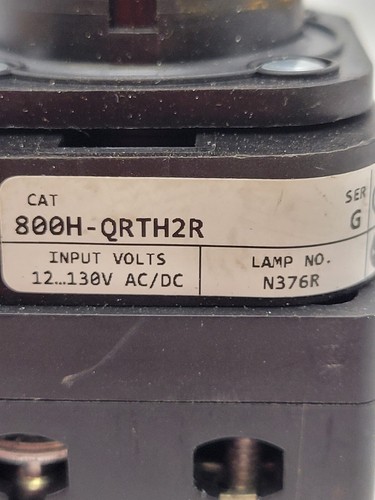 CAT
800H-QRTH2R
SER
G
INPUT VOLTS
12...130V AC/DC
LAMP NO.
N376R